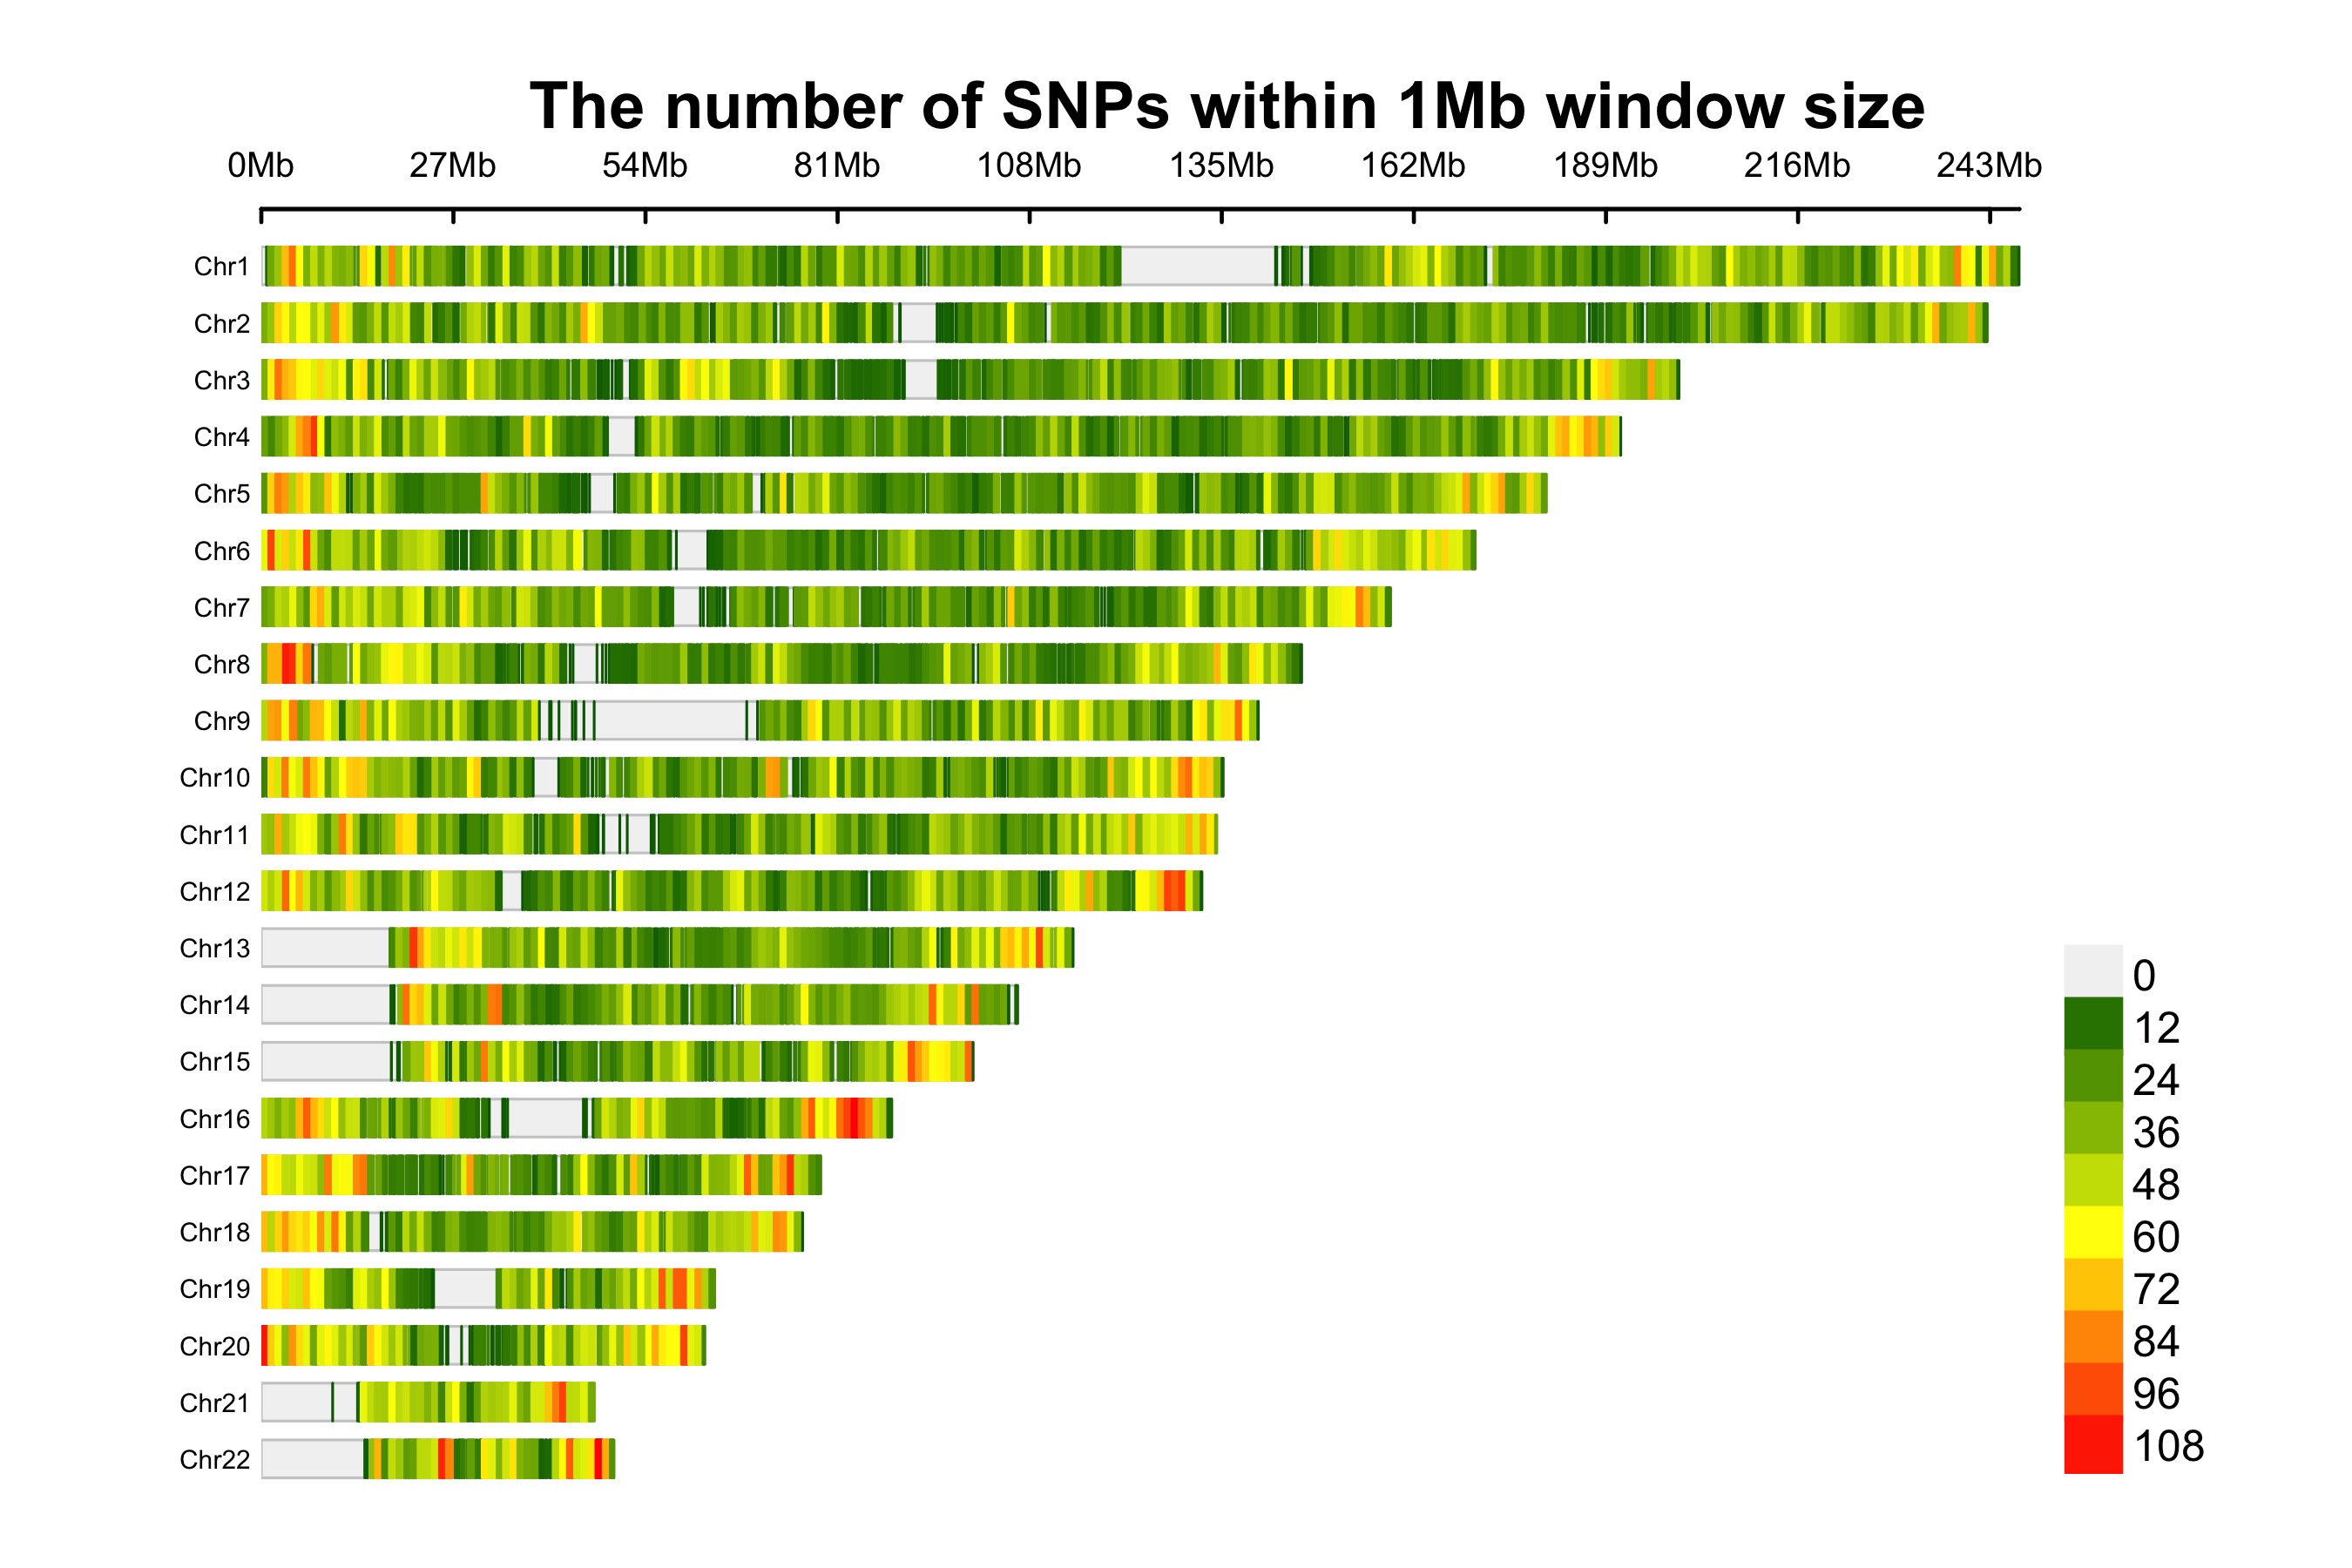 The number of SNPs within 1Mb window size
0Mb 27Mb 54Mb 81Mb 108Mb 135Mb 162Mb 189Mb 216Mb 243Mb
Chr1
Chr2
Chr3
Chr4
Chr5
Chr6
Chr7
Chr8
Chr9
Chr10
Chr11
Chr12
Chr13
Chr14
Chr15
Chr16
Chr17
Chr18
Chr19
Chr20
Chr21
Chr22
0
12
24
36
48
60
72
84
96
108